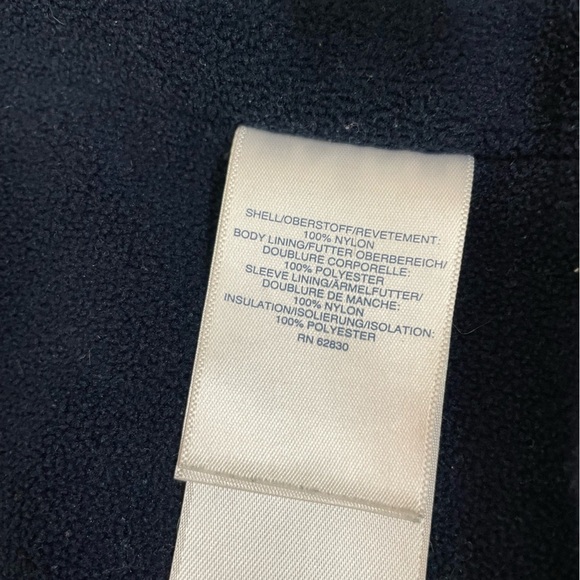 SHELL/OBERSTOFF/REVETEMENT:
100% NYLON
BODY LINING/FUTTER OBERBEREICH/
DOUBLURE CORPORELLE:
100% POLYESTER
SLEEVE LINING/ÄRMELFUTTER/
DOUBLURE DE MANCHE:
100% NYLON
INSULATION/ISOLIERUNG/ISOLATION:
100% POLYESTER
RN 62830